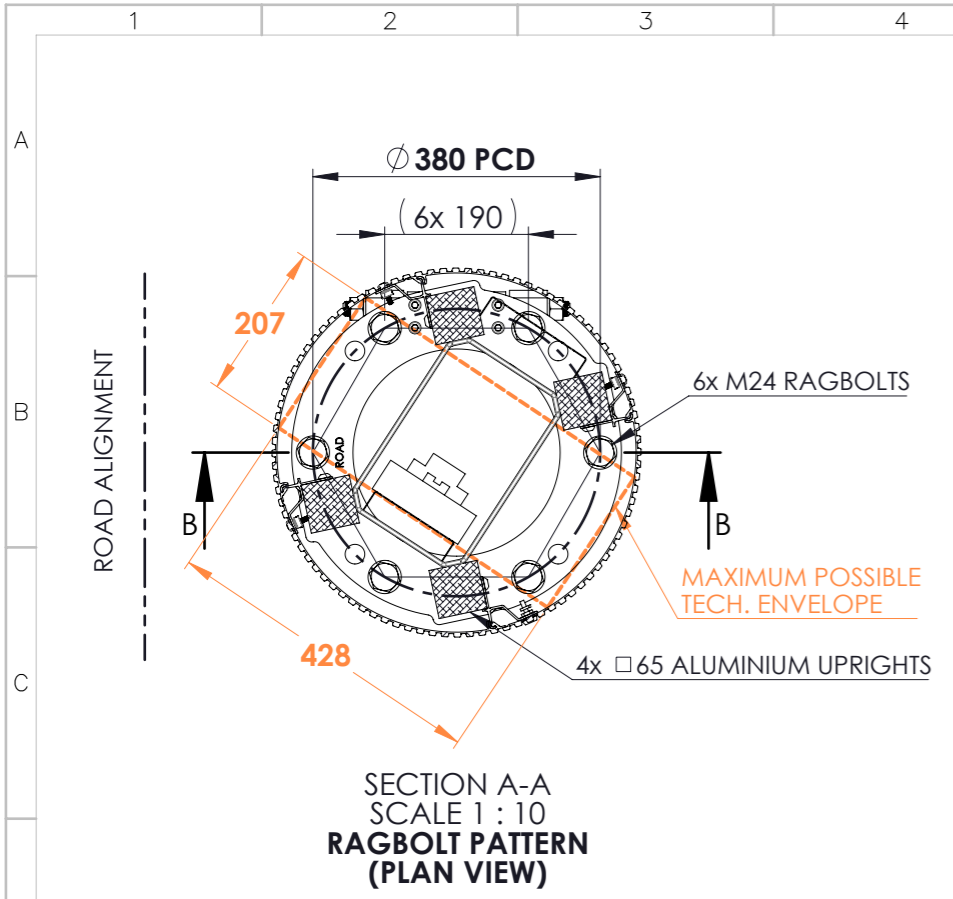 1 2 3 4
A
⌀ 380 PCD
(6x 190)
207
ROAD ALIGNMENT
B
6x M24 RAGBOLTS
ROAD
B B
MAXIMUM POSSIBLE
TECH. ENVELOPE
428
4x □ 65 ALUMINIUM UPRIGHTS
C
SECTION A-A
SCALE 1 : 10
RAGBOLT PATTERN
(PLAN VIEW)